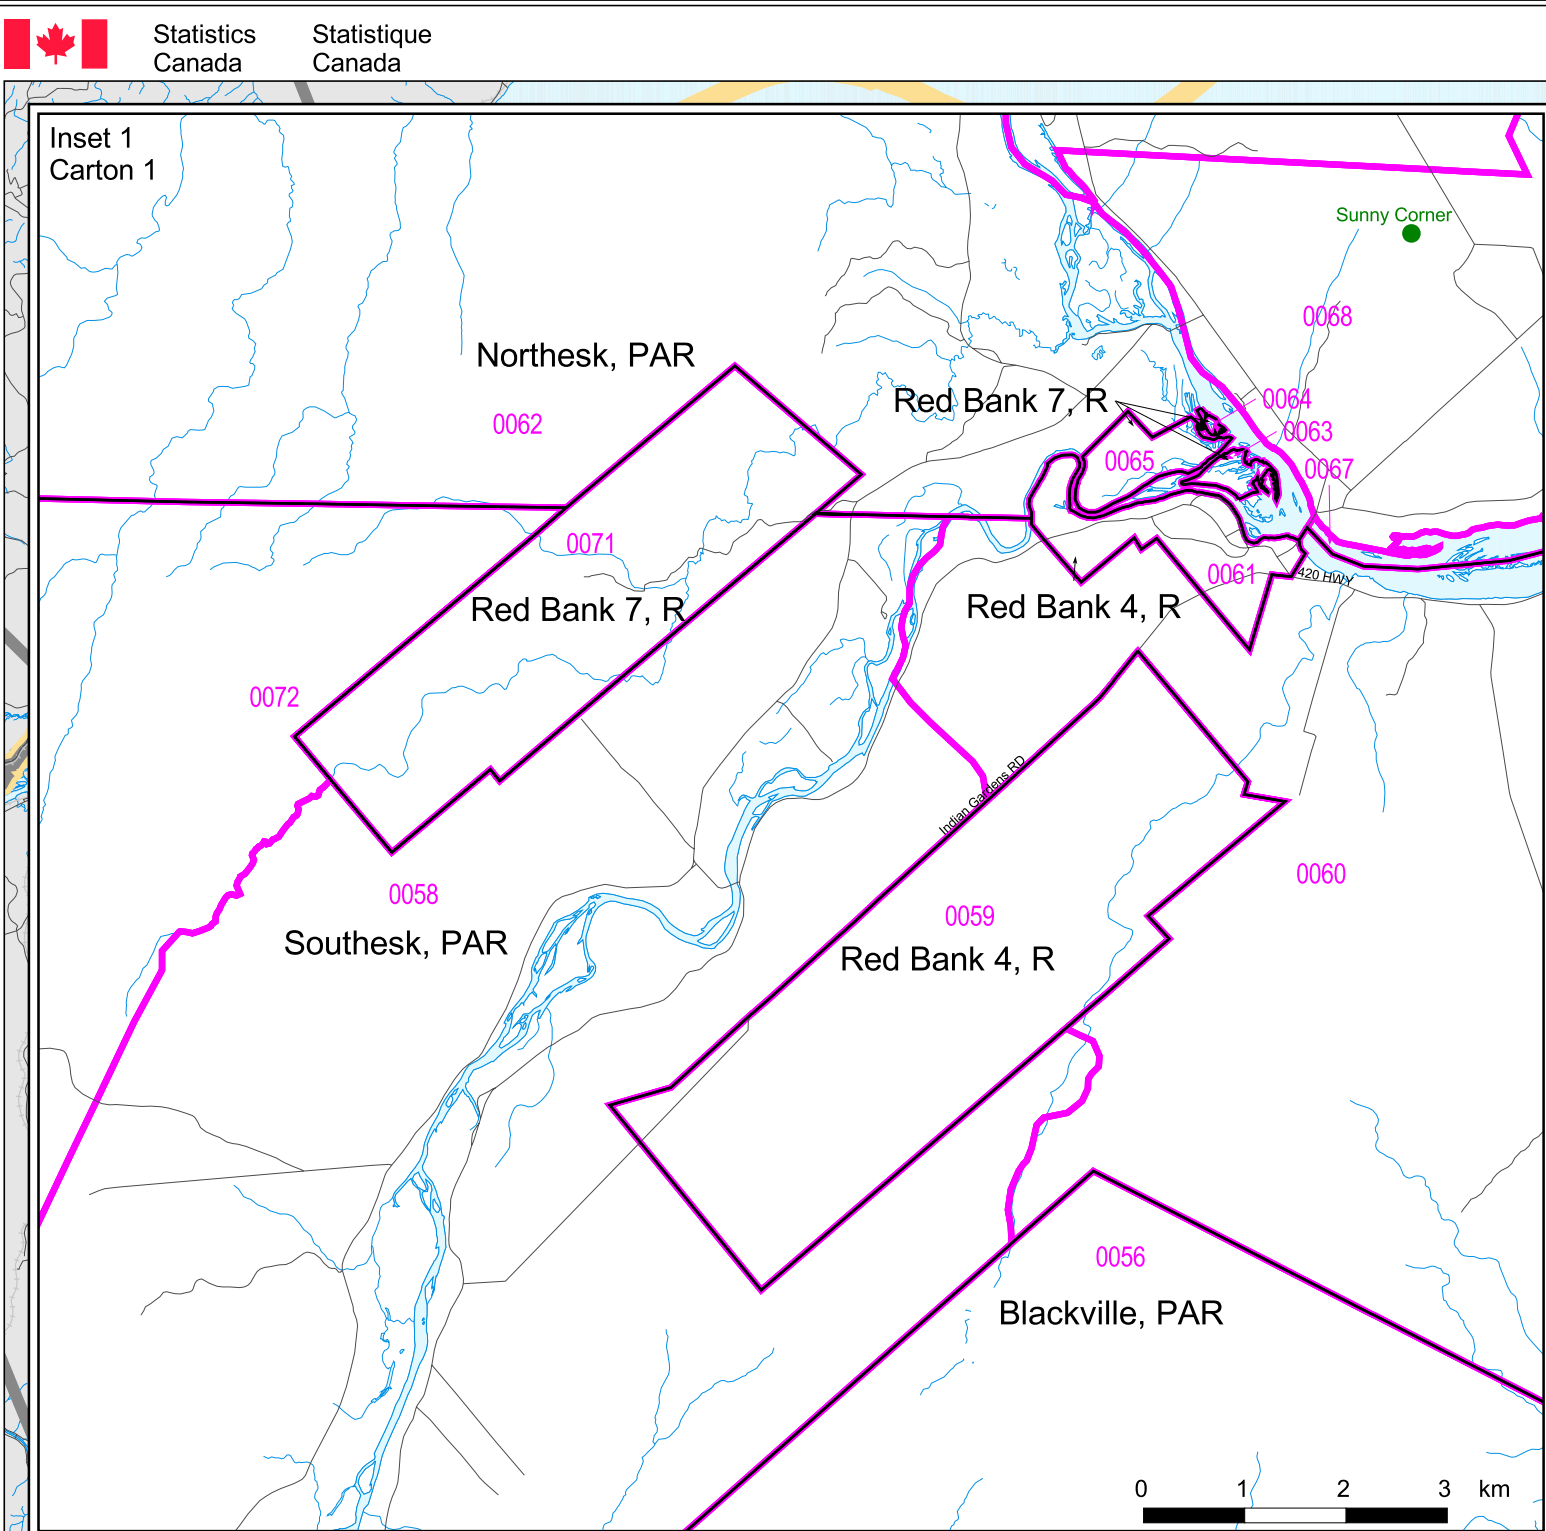 Statistics Canada
Statistique Canada
Inset 1
Carton 1
Sunny Corner
0068
Northesk, PAR
0062
Red Bank 7, R
0064
0063
0065
0067
0071
0061
420 HWY
Red Bank 7, R
Red Bank 4, R
0072
Indian Gardens RD
0060
0058
0059
Southesk, PAR
Red Bank 4, R
0056
Blackville, PAR
0 1 2 3 km